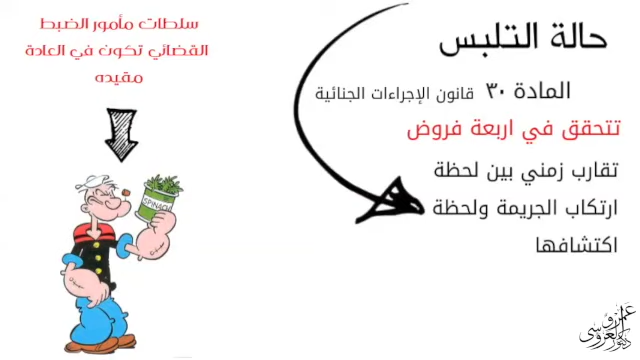 حالة التلبس
المادة ٣٠ قانون الإجراءات الجنائية
تتحقق في اربعة فروض
تقارب زمني بين لحظة
ارتكاب الجريمة ولحظة
اكتشافها
سلطات مأمور الضبط
القضائي تكون في العادة
مقيده
SPINACH